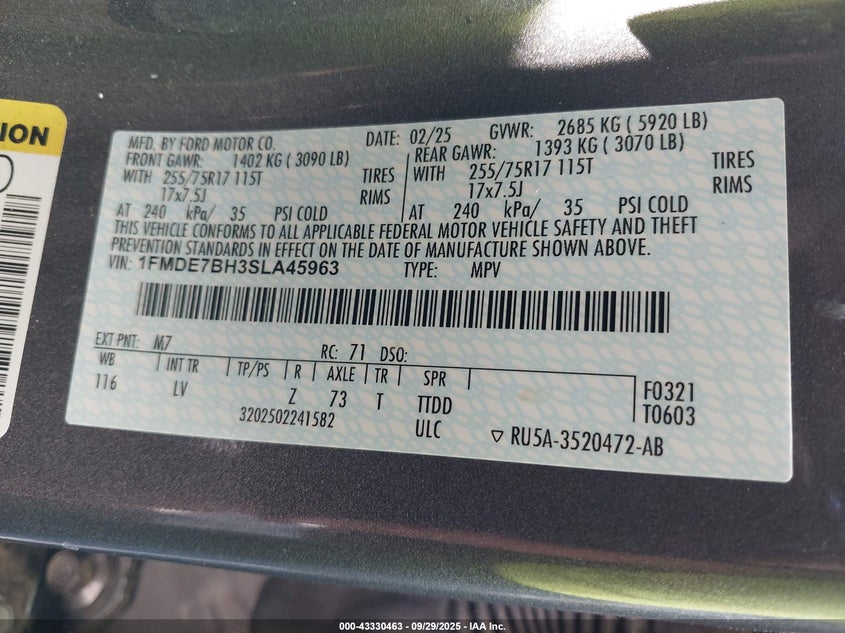 ION
MFD. BY FORD MOTOR CO. DATE: 02/25 GVWR: 2685 KG ( 5920 LB)
FRONT GAWR: 1402 KG ( 3090 LB) REAR GAWR: 1393 KG ( 3070 LB)
WITH 255/75R17 115T TIRES WITH 255/75R17 115T TIRES
17x7.5J RIMS 17x7.5J RIMS
AT 240 kPa/ 35 PSI COLD AT 240 kPa/ 35 PSI COLD
THIS VEHICLE CONFORMS TO ALL APPLICABLE FEDERAL MOTOR VEHICLE SAFETY AND THEFT
PREVENTION STANDARDS IN EFFECT ON THE DATE OF MANUFACTURE SHOWN ABOVE.
VIN: 1FMDE7BH3SLA45963 TYPE: MPV
EXT PNT: M7 RC: 71 DSO:
WB INT TR TP/PS R AXLE TR SPR
116 LV Z 73 T TTDD F0321
3202502241582 ULC T0603
RU5A-3520472-AB
000-43330463 - 09/29/2025 - IAA Inc.